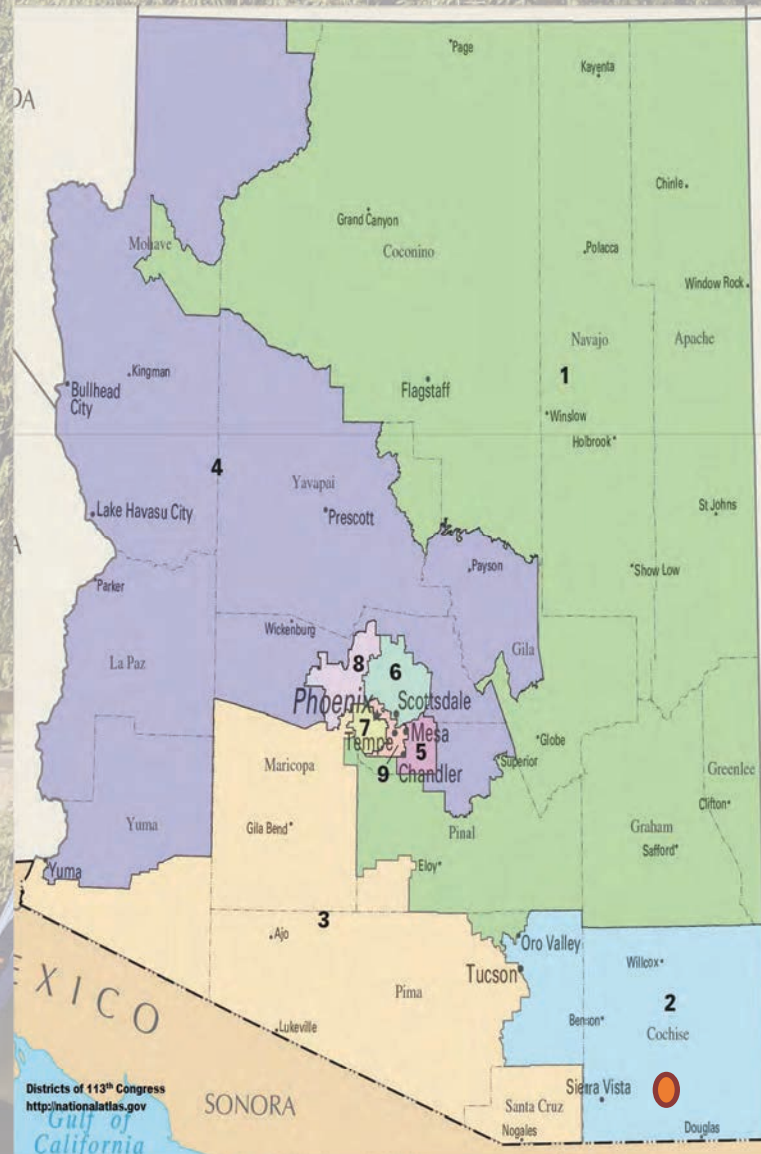 DA
Page
Kayenta
Chinle
Grand Canyon
Mohave
Coconino
Polacca
Window Rock
Navajo
Apache
Kingman
1
Bullhead
City
Flagstaff
Winslow
Holbrook
4
Yavapai
St Johns
Lake Havasu City
Prescott
A
Payson
Show Low
Parker
Wickenburg
Gila
La Paz
8
6
Phoenix
Scottsdale
7
Mesa
Tempe
5
Globe
Maricopa
9
Chandler
Superior
Greenlee
Clifton
Yuma
Gila Bend
Pinal
Graham
Safford
Eloy
Yuma
3
Ajo
Oro Valley
Tucson
Willcox
EXICO
Pima
2
Benson
Cochise
Lukeville
Districts of 113th Congress
http://nationalatlas.gov
SONORA
Sierra Vista
Santa Cruz
Gulf of
California
Nogales
Douglas